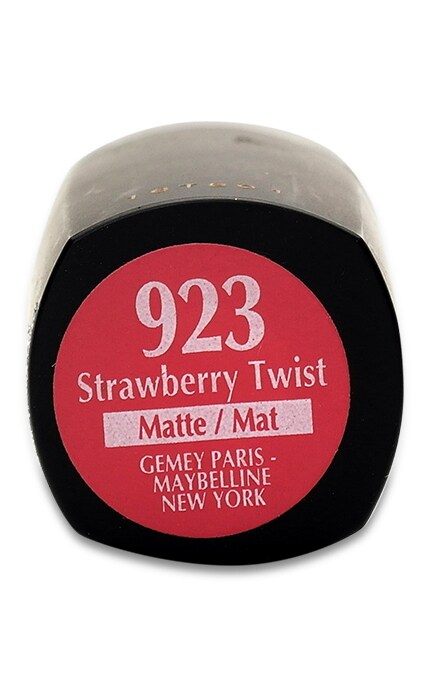 923
Strawberry Twist
Matte / Mat
GEMEY PARIS -
MAYBELLINE
NEW YORK